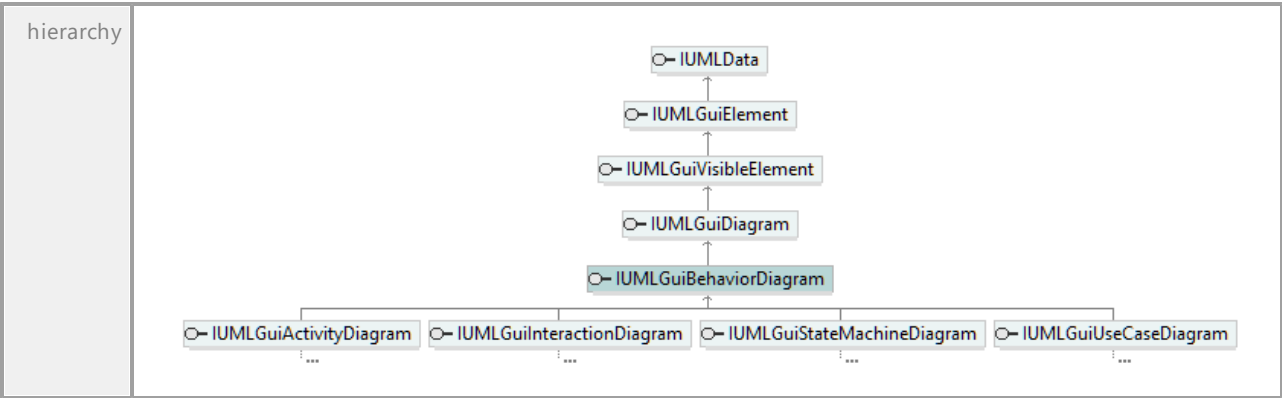 hierarchy
IUMLData
IUMLGuiElement
IUMLGuiVisibleElement
IUMLGuiDiagram
IUMLGuiBehaviorDiagram
IUMLGuiActivityDiagram IUMLGuiInteractionDiagram IUMLGuiStateMachineDiagram IUMLGuiUseCaseDiagram
... ... ... ...